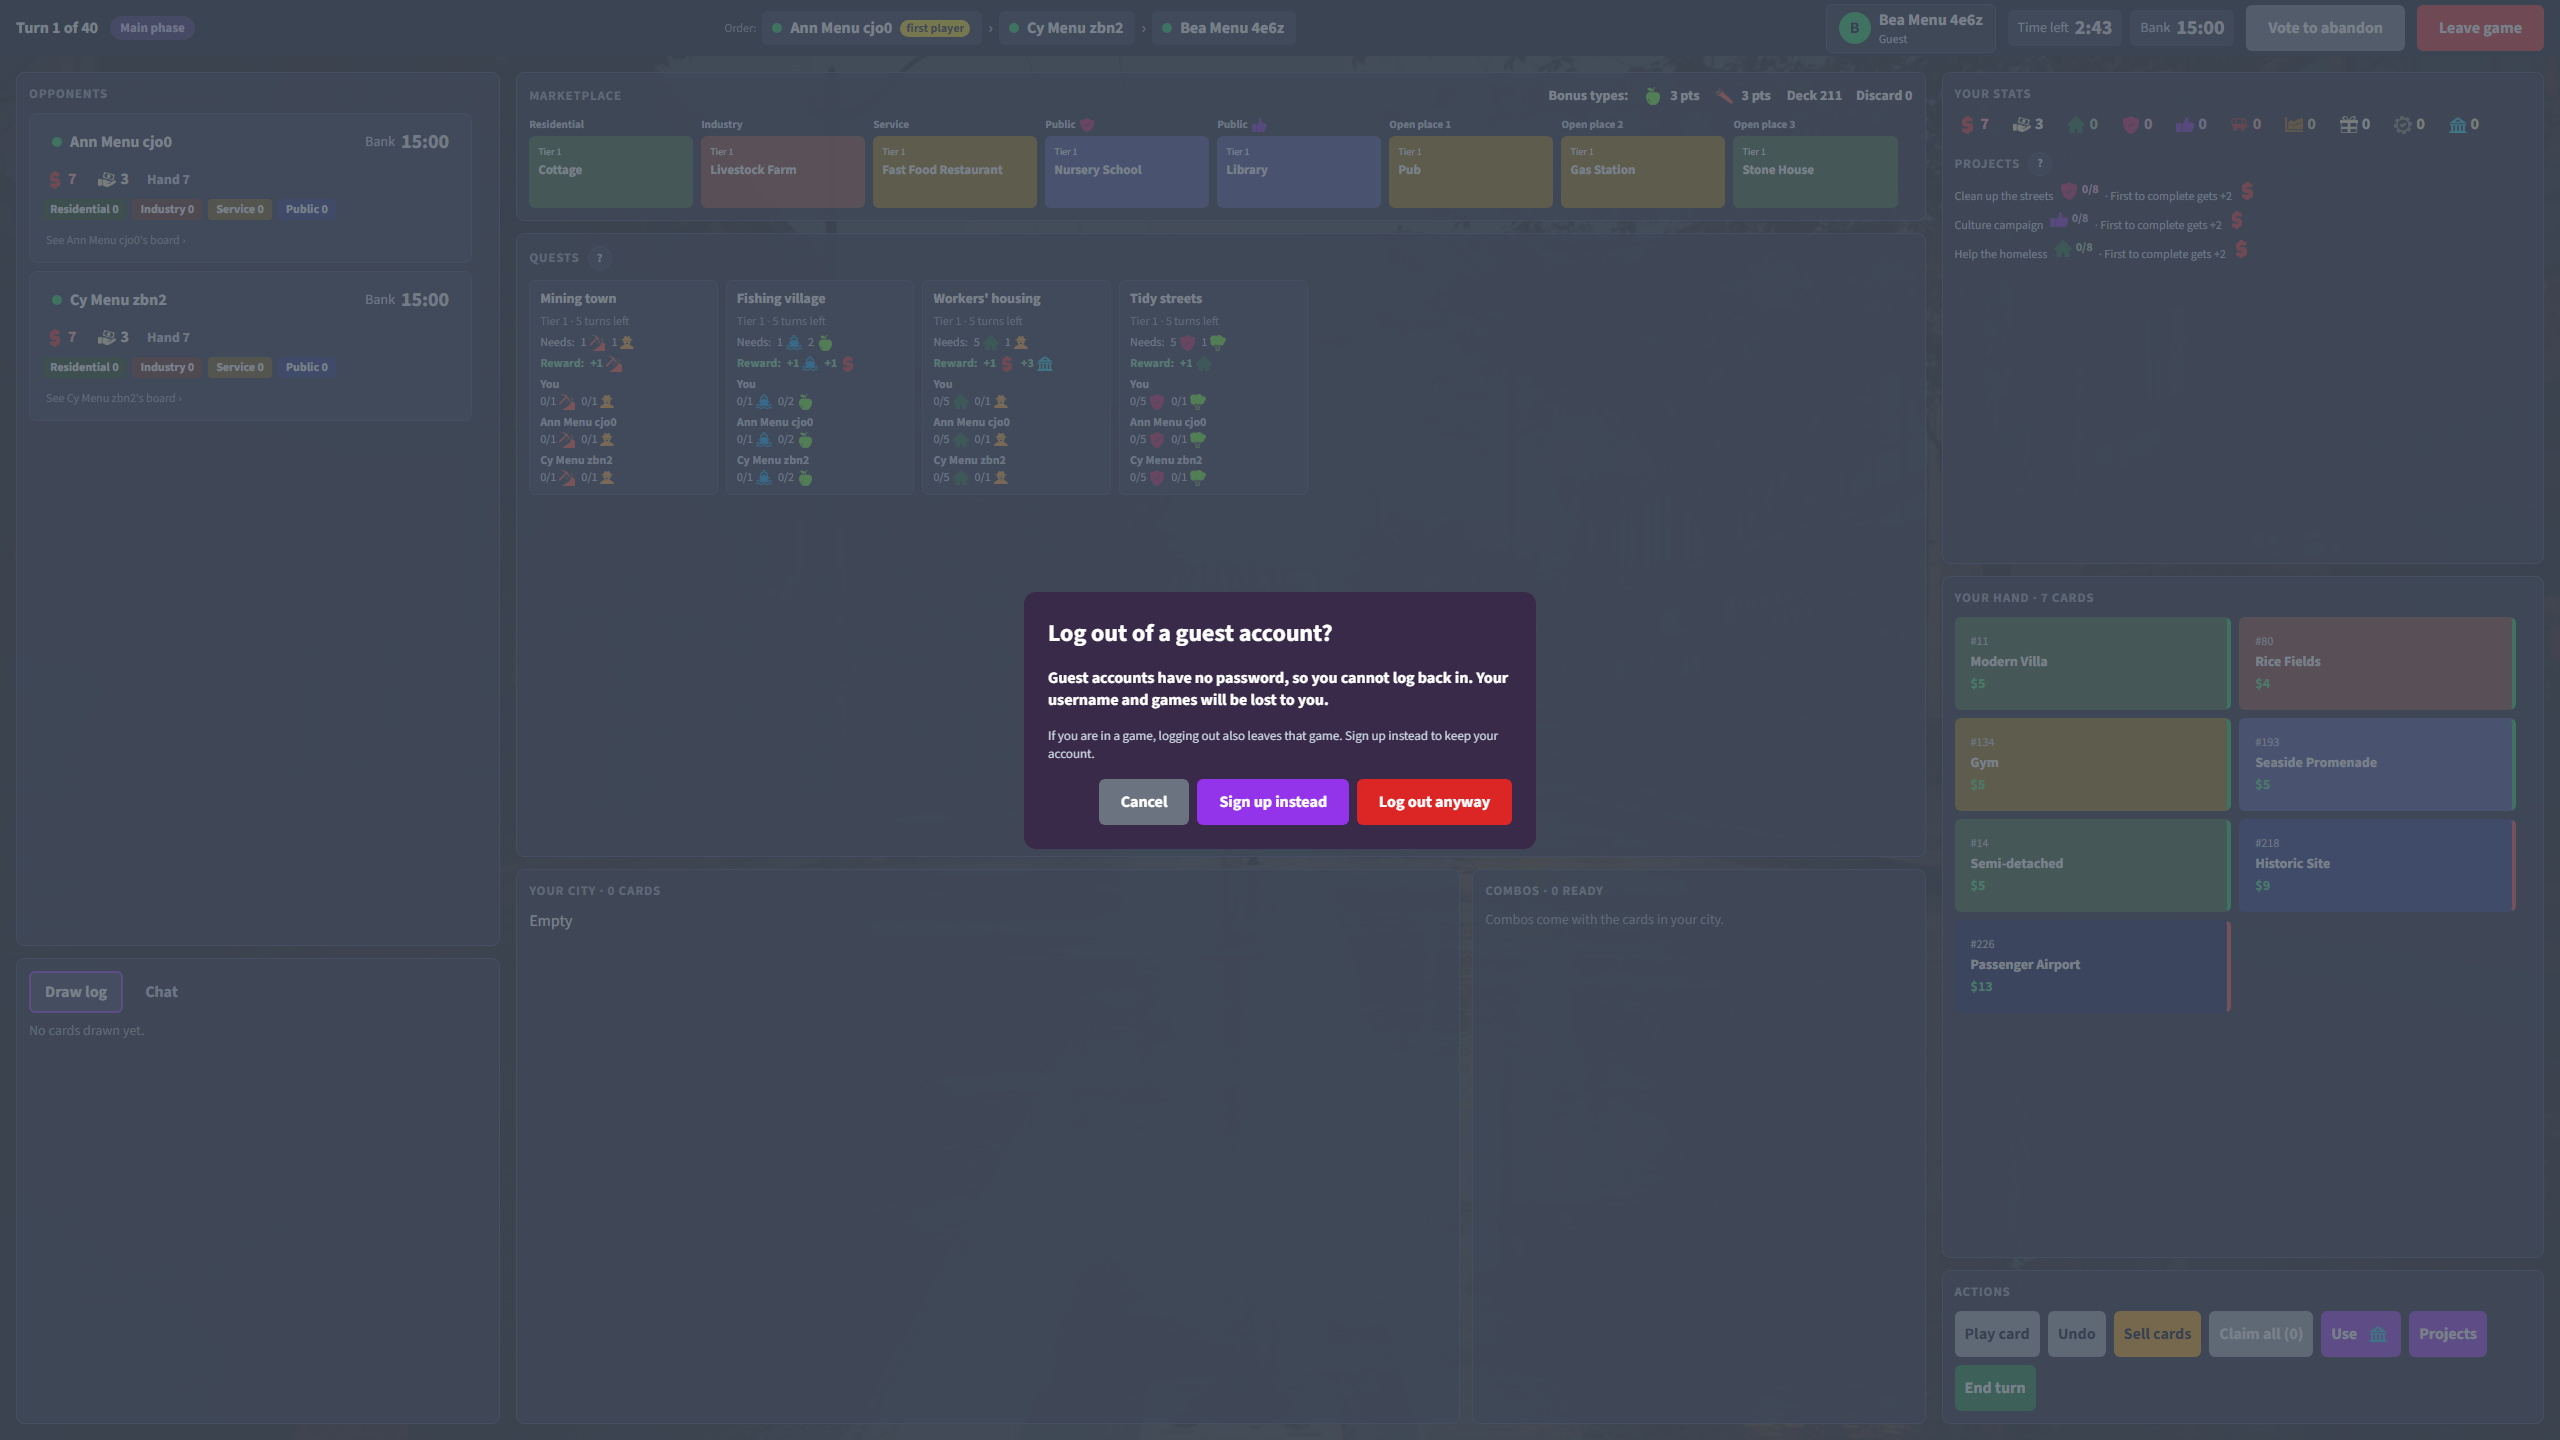 Turn 1 of 40 Main phase
Order: Ann Menu cjo0 first player › Cy Menu zbn2 › Bea Menu 4e6z
B Bea Menu 4e6z
Guest
Time left 2:43 Bank 15:00 Vote to abandon Leave game
OPPONENTS
Ann Menu cjo0 Bank 15:00
7 3 Hand 7
Residential 0 Industry 0 Service 0 Public 0
See Ann Menu cjo0's board ›
Cy Menu zbn2 Bank 15:00
7 3 Hand 7
Residential 0 Industry 0 Service 0 Public 0
See Cy Menu zbn2's board ›
Draw log Chat
No cards drawn yet.
MARKETPLACE Bonus types: 3 pts 3 pts Deck 211 Discard 0
Residential Industry Service Public Public Open place 1 Open place 2 Open place 3
Tier 1 Tier 1 Tier 1 Tier 1 Tier 1 Tier 1 Tier 1 Tier 1
Cottage Livestock Farm Fast Food Restaurant Nursery School Library Pub Gas Station Stone House
QUESTS ?
Mining town
Tier 1 · 5 turns left
Needs: 1 1
Reward: +1
You
0/1 0/1
Ann Menu cjo0
0/1 0/1
Cy Menu zbn2
0/1 0/1
Fishing village
Tier 1 · 5 turns left
Needs: 1 2
Reward: +1 +1
You
0/1 0/2
Ann Menu cjo0
0/1 0/2
Cy Menu zbn2
0/1 0/2
Workers' housing
Tier 1 · 5 turns left
Needs: 5 1
Reward: +1 +3
You
0/5 0/1
Ann Menu cjo0
0/5 0/1
Cy Menu zbn2
0/5 0/1
Tidy streets
Tier 1 · 5 turns left
Needs: 5 1
Reward: +1
You
0/5 0/1
Ann Menu cjo0
0/5 0/1
Cy Menu zbn2
0/5 0/1
Log out of a guest account?
Guest accounts have no password, so you cannot log back in. Your
username and games will be lost to you.
If you are in a game, logging out also leaves that game. Sign up instead to keep your
account.
Cancel Sign up instead Log out anyway
YOUR CITY · 0 CARDS
Empty
COMBOS · 0 READY
Combos come with the cards in your city.
YOUR STATS
7 3 0 0 0 0 0 0 0 0
PROJECTS ?
Clean up the streets 0/8 · First to complete gets +2
Culture campaign 0/8 · First to complete gets +2
Help the homeless 0/8 · First to complete gets +2
YOUR HAND · 7 CARDS
#11
Modern Villa
$5
#80
Rice Fields
$4
#134
Gym
$5
#193
Seaside Promenade
$5
#14
Semi-detached
$5
#218
Historic Site
$9
#226
Passenger Airport
$13
ACTIONS
Play card Undo Sell cards Claim all (0) Use Projects
End turn